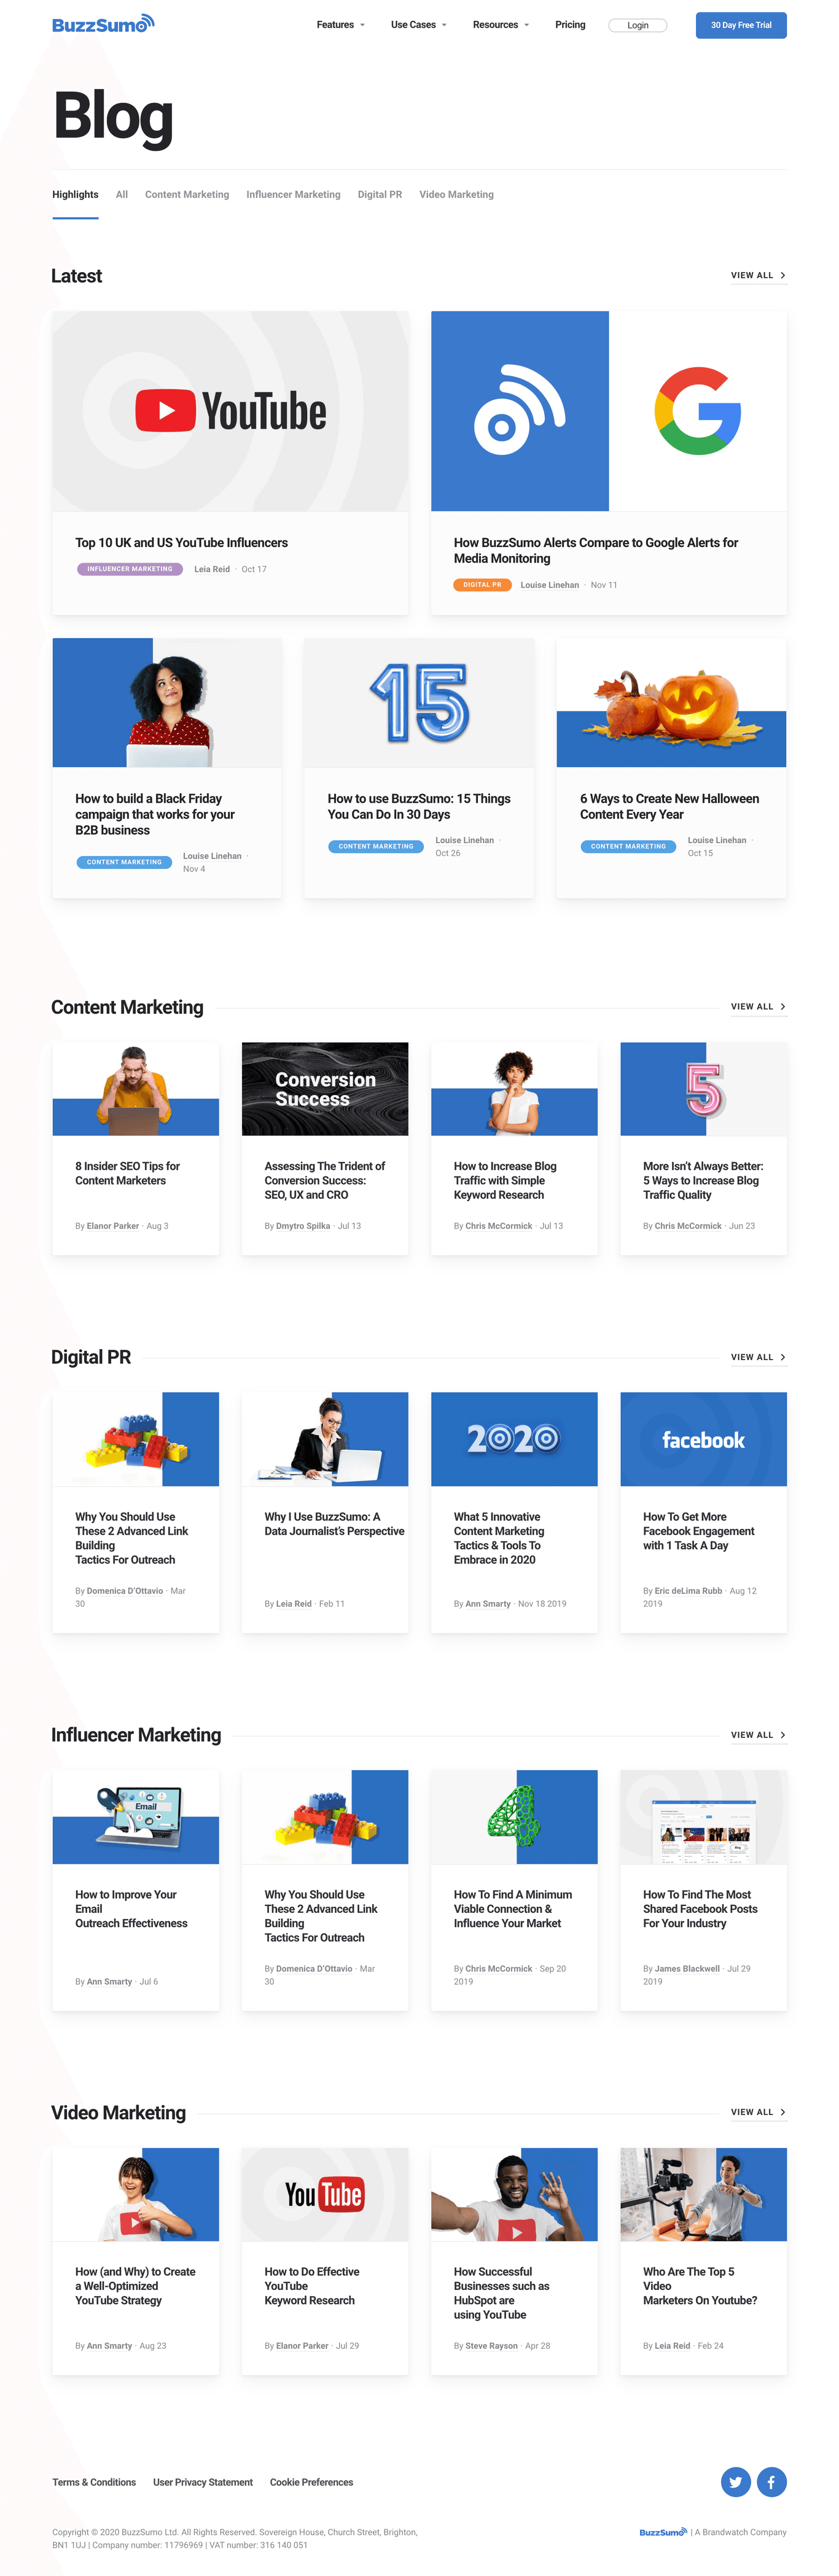 BuzzSumo
Features
Use Cases
Resources
Pricing
Login
30 Day Free Trial
Blog
Highlights
All
Content Marketing
Influencer Marketing
Digital PR
Video Marketing
Latest
VIEW ALL
YouTube
Top 10 UK and US YouTube Influencers
INFLUENCER MARKETING
Leia Reid · Oct 17
How BuzzSumo Alerts Compare to Google Alerts for
Media Monitoring
DIGITAL PR
Louise Linehan · Nov 11
How to build a Black Friday
campaign that works for your
B2B business
CONTENT MARKETING
Louise Linehan ·
Nov 4
15
How to use BuzzSumo: 15 Things
You Can Do In 30 Days
CONTENT MARKETING
Louise Linehan ·
Oct 26
6 Ways to Create New Halloween
Content Every Year
CONTENT MARKETING
Louise Linehan ·
Oct 15
Content Marketing
VIEW ALL
8 Insider SEO Tips for
Content Marketers
By Elanor Parker · Aug 3
Conversion
Success
Assessing The Trident of
Conversion Success:
SEO, UX and CRO
By Dmytro Spilka · Jul 13
How to Increase Blog
Traffic with Simple
Keyword Research
By Chris McCormick · Jul 13
5
More Isn't Always Better:
5 Ways to Increase Blog
Traffic Quality
By Chris McCormick · Jun 23
Digital PR
VIEW ALL
Why You Should Use
These 2 Advanced Link
Building
Tactics For Outreach
By Domenica D'Ottavio · Mar
30
Why I Use BuzzSumo: A
Data Journalist's Perspective
By Leia Reid · Feb 11
2020
What 5 Innovative
Content Marketing
Tactics & Tools To
Embrace in 2020
By Ann Smarty · Nov 18 2019
facebook
How To Get More
Facebook Engagement
with 1 Task A Day
By Eric deLima Rubb · Aug 12
2019
Influencer Marketing
VIEW ALL
Email
How to Improve Your
Email
Outreach Effectiveness
By Ann Smarty · Jul 6
Why You Should Use
These 2 Advanced Link
Building
Tactics For Outreach
By Domenica D'Ottavio · Mar
30
4
How To Find A Minimum
Viable Connection &
Influence Your Market
By Chris McCormick · Sep 20
2019
How To Find The Most
Shared Facebook Posts
For Your Industry
By James Blackwell · Jul 29
2019
Video Marketing
VIEW ALL
How (and Why) to Create
a Well-Optimized
YouTube Strategy
By Ann Smarty · Aug 23
YouTube
How to Do Effective
YouTube
Keyword Research
By Elanor Parker · Jul 29
How Successful
Businesses such as
HubSpot are
using YouTube
By Steve Rayson · Apr 28
Who Are The Top 5
Video
Marketers On Youtube?
By Leia Reid · Feb 24
Terms & Conditions
User Privacy Statement
Cookie Preferences
Copyright © 2020 BuzzSumo Ltd. All Rights Reserved. Sovereign House, Church Street, Brighton,
BN1 1UJ | Company number: 11796969 | VAT number: 316 140 051
BuzzSumo | A Brandwatch Company